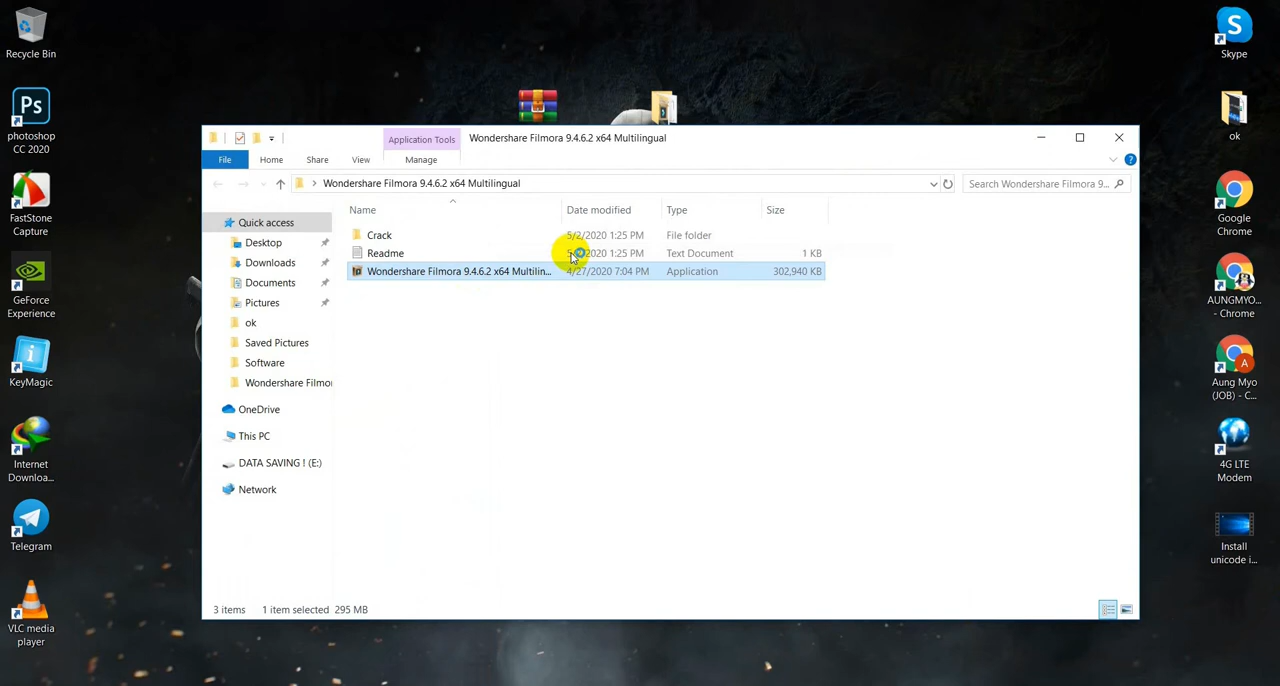 Recycle Bin
Ps
photoshop
CC 2020
FastStone
Capture
GeForce
Experience
KeyMagic
Internet
Downloa...
Telegram
VLC media
player
Application Tools
Wondershare Filmora 9.4.6.2 x64 Multilingual
File
Home
Share
View
Manage
Wondershare Filmora 9.4.6.2 x64 Multilingual
Search Wondershare Filmora 9...
Name
Date modified
Type
Size
Quick access
Desktop
Downloads
Documents
Pictures
ok
Saved Pictures
Software
Wondershare Filmo
OneDrive
This PC
DATA SAVING ! (E:)
Network
Crack 5/2/2020 1:25 PM File folder
Readme 2020 1:25 PM Text Document 1 KB
Wondershare Filmora 9.4.6.2 x64 Multilin... 4/27/2020 7:04 PM Application 302,940 KB
3 items
1 item selected 295 MB
S
Skype
ok
Google
Chrome
AUNGMYO...
- Chrome
A
Aung Myo
(JOB) - C...
4G LTE
Modem
Install
unicode i...